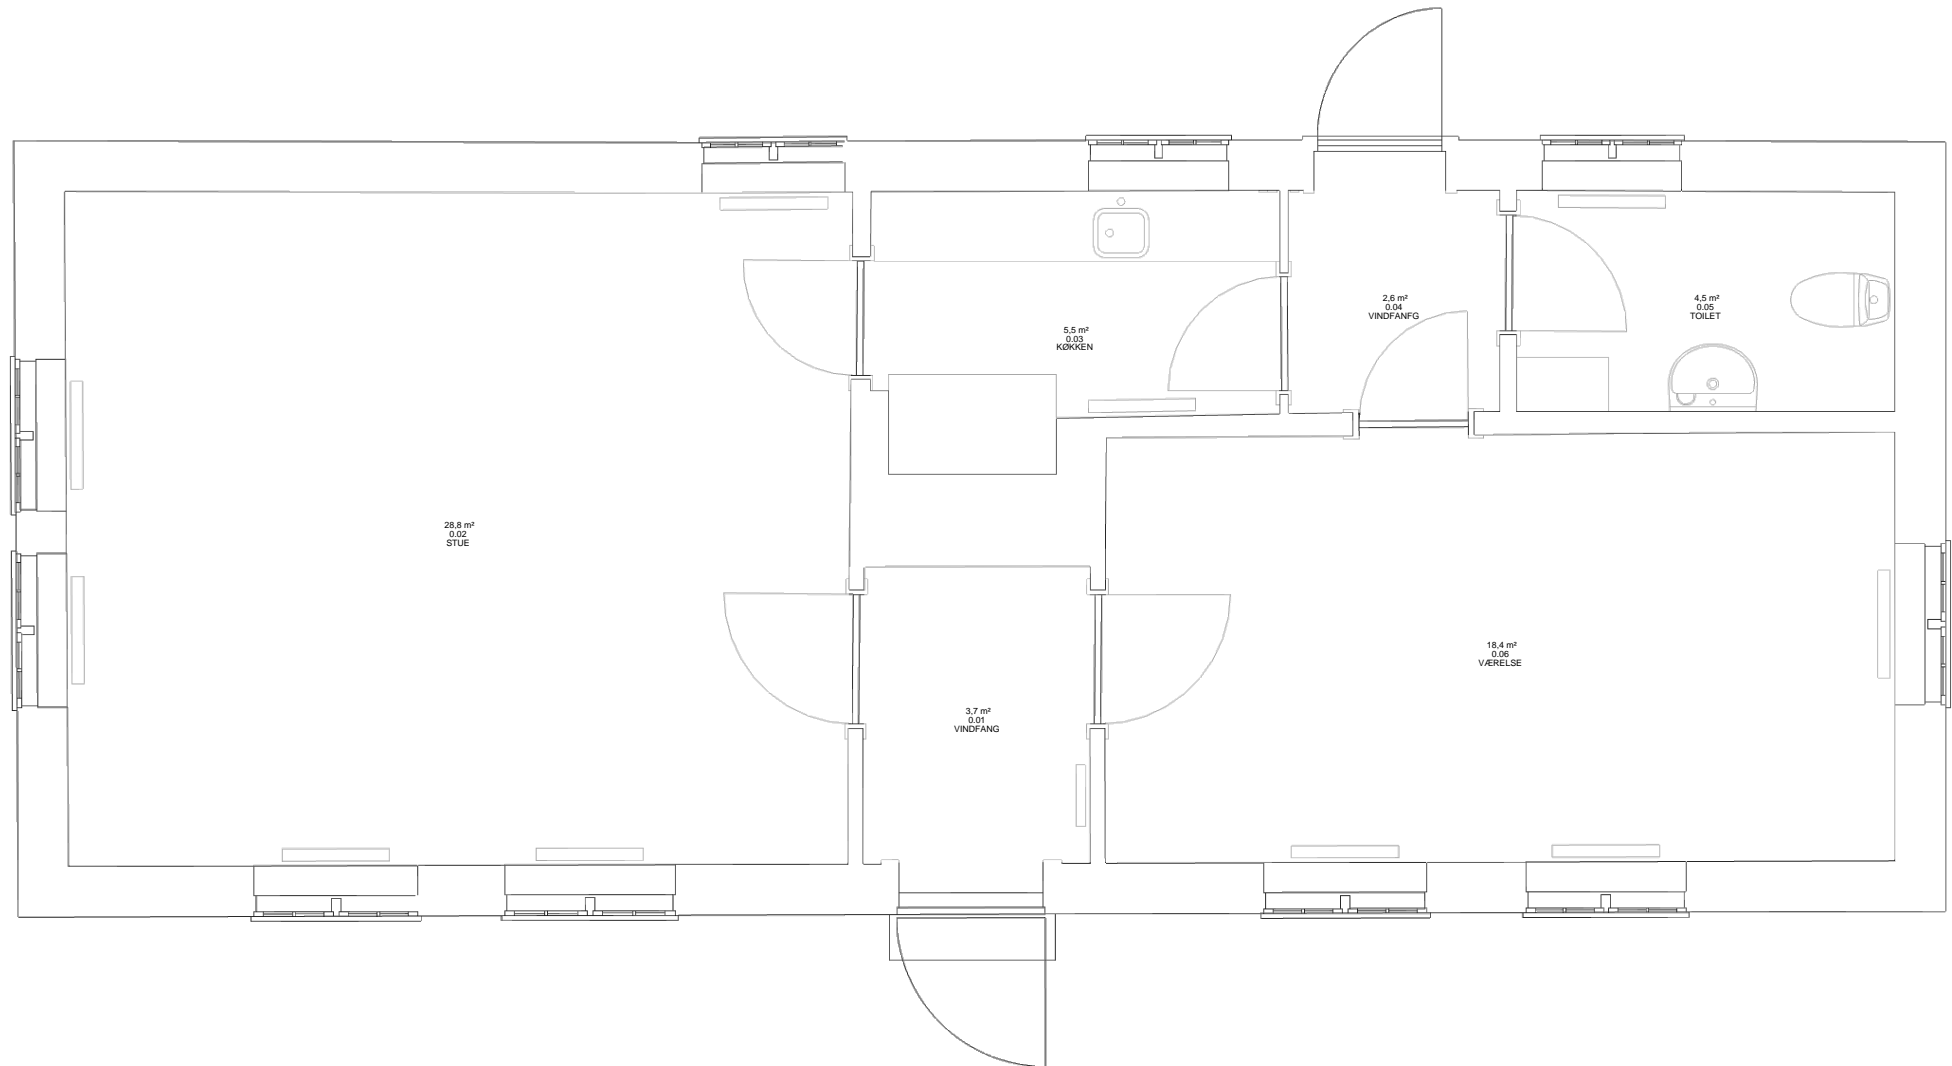 2,6 m²
0.04
VINDFANFG
4,5 m²
0.05
TOILET
5,5 m²
0.03
KØKKEN
28,8 m²
0.02
STUE
18,4 m²
0.06
VÆRELSE
3,7 m²
0.01
VINDFANG